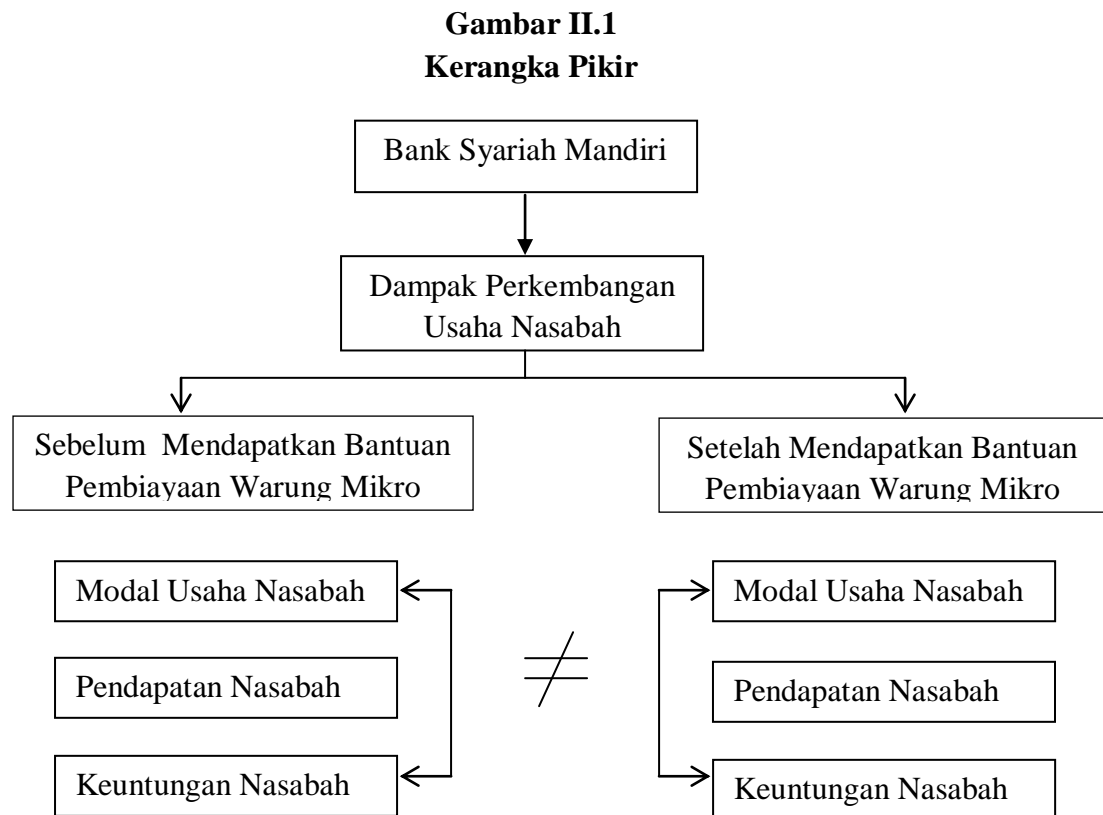 Gambar II.1
Kerangka Pikir
Bank Syariah Mandiri
Dampak Perkembangan
Usaha Nasabah
Sebelum Mendapatkan Bantuan
Pembiayaan Warung Mikro
Setelah Mendapatkan Bantuan
Pembiayaan Warung Mikro
Modal Usaha Nasabah
Pendapatan Nasabah
Keuntungan Nasabah
≠
Modal Usaha Nasabah
Pendapatan Nasabah
Keuntungan Nasabah